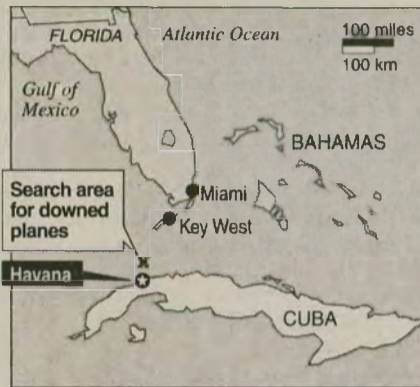 FLORIDA
Atlantic Ocean
100 miles
100 km
Gulf of
Mexico
BAHAMAS
Search area
for downed
planes
Miami
Key West
Havana
CUBA